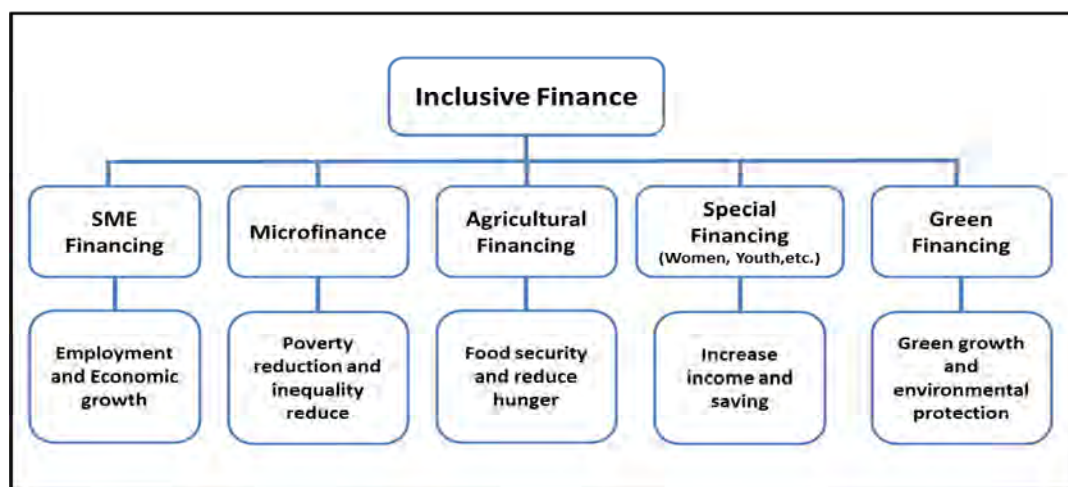 Inclusive Finance
SME
Financing
Microfinance
Agricultural
Financing
Special
Financing
(Women, Youth,etc.)
Green
Financing
Employment
and Economic
growth
Poverty
reduction and
inequality
reduce
Food security
and reduce
hunger
Increase
income and
saving
Green growth
and
environmental
protection